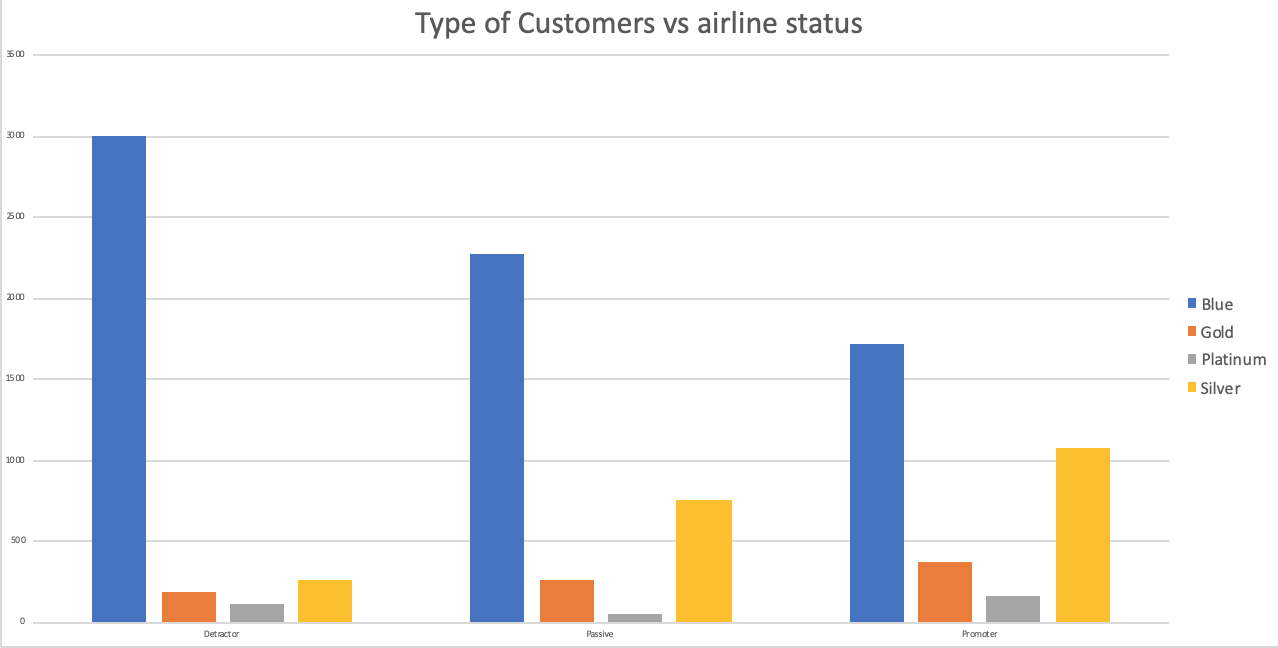 Type of Customers vs airline status
3500
3000
2500
2000
1500
1000
500
0
Detractor
Passive
Promoter
Blue
Gold
Platinum
Silver